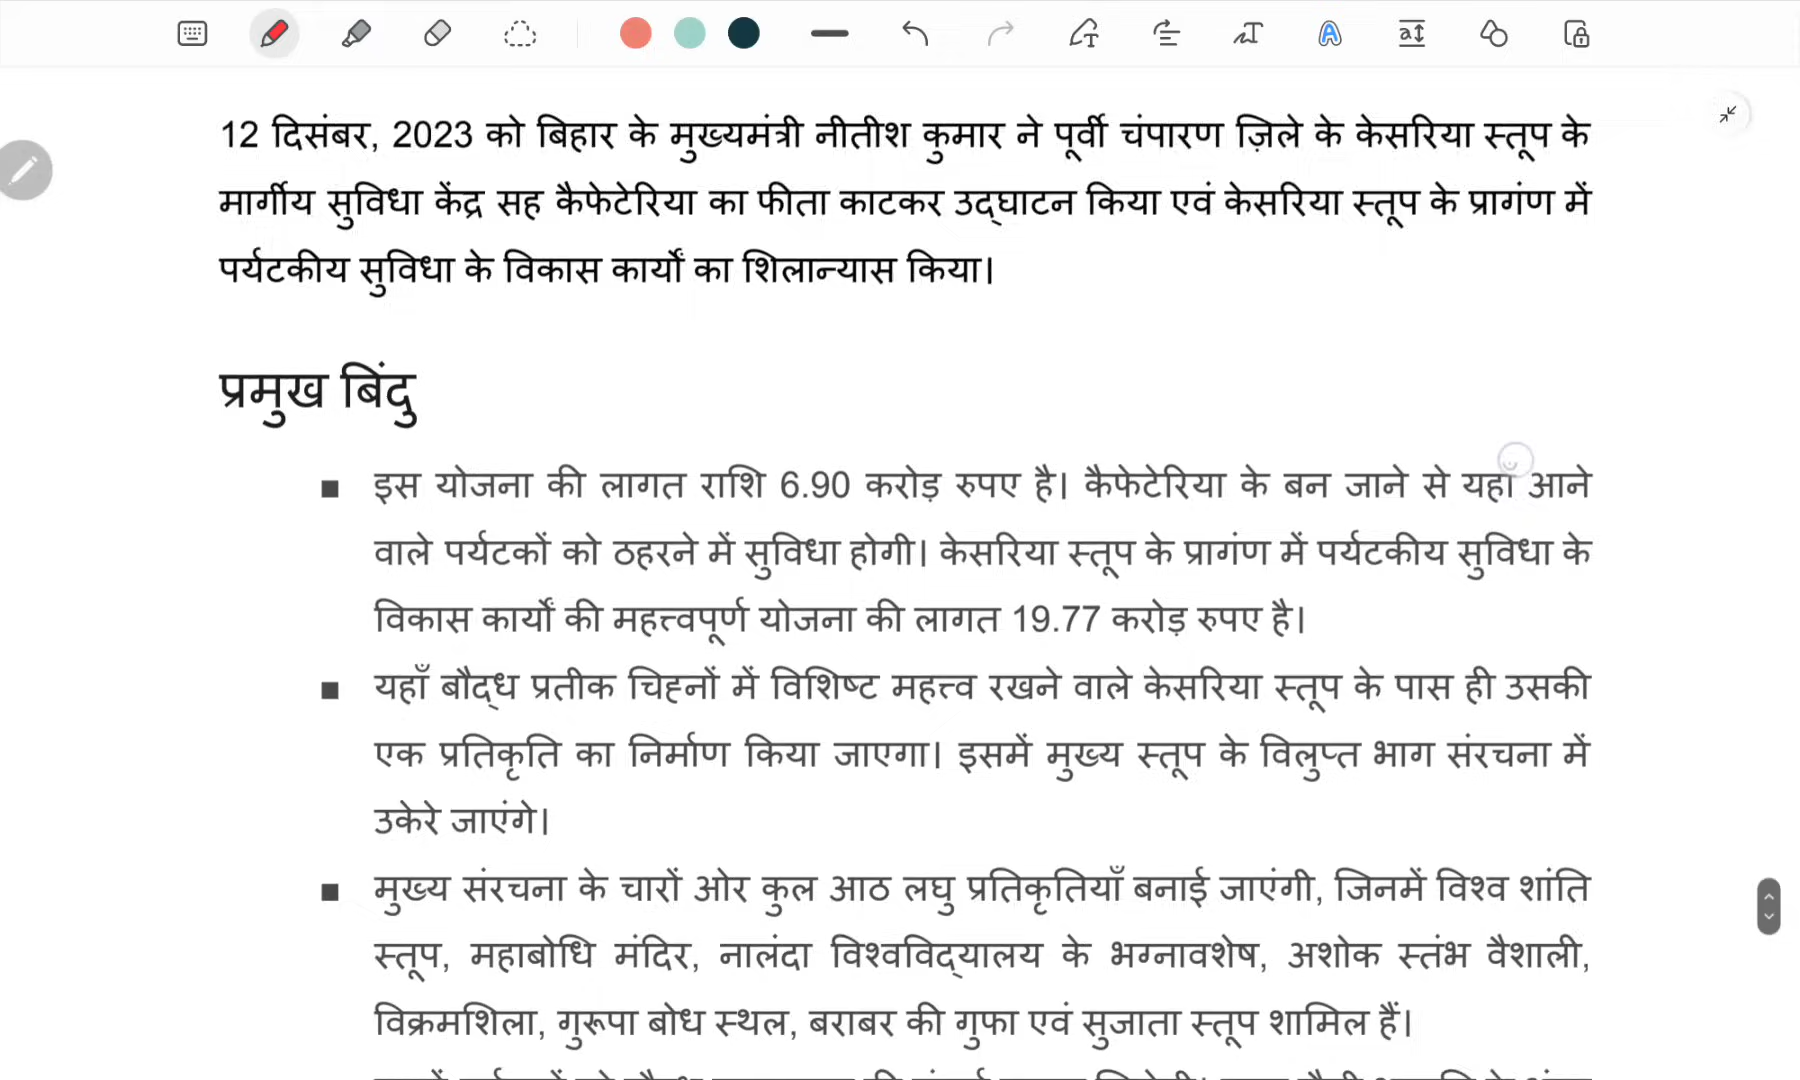 12 दिसंबर, 2023 को बिहार के मुख्यमंत्री नीतीश कुमार ने पूर्वी चंपारण ज़िले के केसरिया स्तूप के
मार्गीय सुविधा केंद्र सह कैफेटेरिया का फीता काटकर उद्घाटन किया एवं केसरिया स्तूप के प्रागंण में
पर्यटकीय सुविधा के विकास कार्यों का शिलान्यास किया।
प्रमुख बिंदु
इस योजना की लागत राशि 6.90 करोड़ रुपए है। कैफेटेरिया के बन जाने से यहाँ आने
वाले पर्यटकों को ठहरने में सुविधा होगी। केसरिया स्तूप के प्रागंण में पर्यटकीय सुविधा के
विकास कार्यों की महत्त्वपूर्ण योजना की लागत 19.77 करोड़ रुपए है।
यहाँ बौद्ध प्रतीक चिह्नों में विशिष्ट महत्त्व रखने वाले केसरिया स्तूप के पास ही उसकी
एक प्रतिकृति का निर्माण किया जाएगा। इसमें मुख्य स्तूप के विलुप्त भाग संरचना में
उकेरे जाएंगे।
मुख्य संरचना के चारों ओर कुल आठ लघु प्रतिकृतियाँ बनाई जाएंगी, जिनमें विश्व शांति
स्तूप, महाबोधि मंदिर, नालंदा विश्वविद्यालय के भग्नावशेष, अशोक स्तंभ वैशाली,
विक्रमशिला, गुरूपा बोध स्थल, बराबर की गुफा एवं सुजाता स्तूप शामिल हैं।